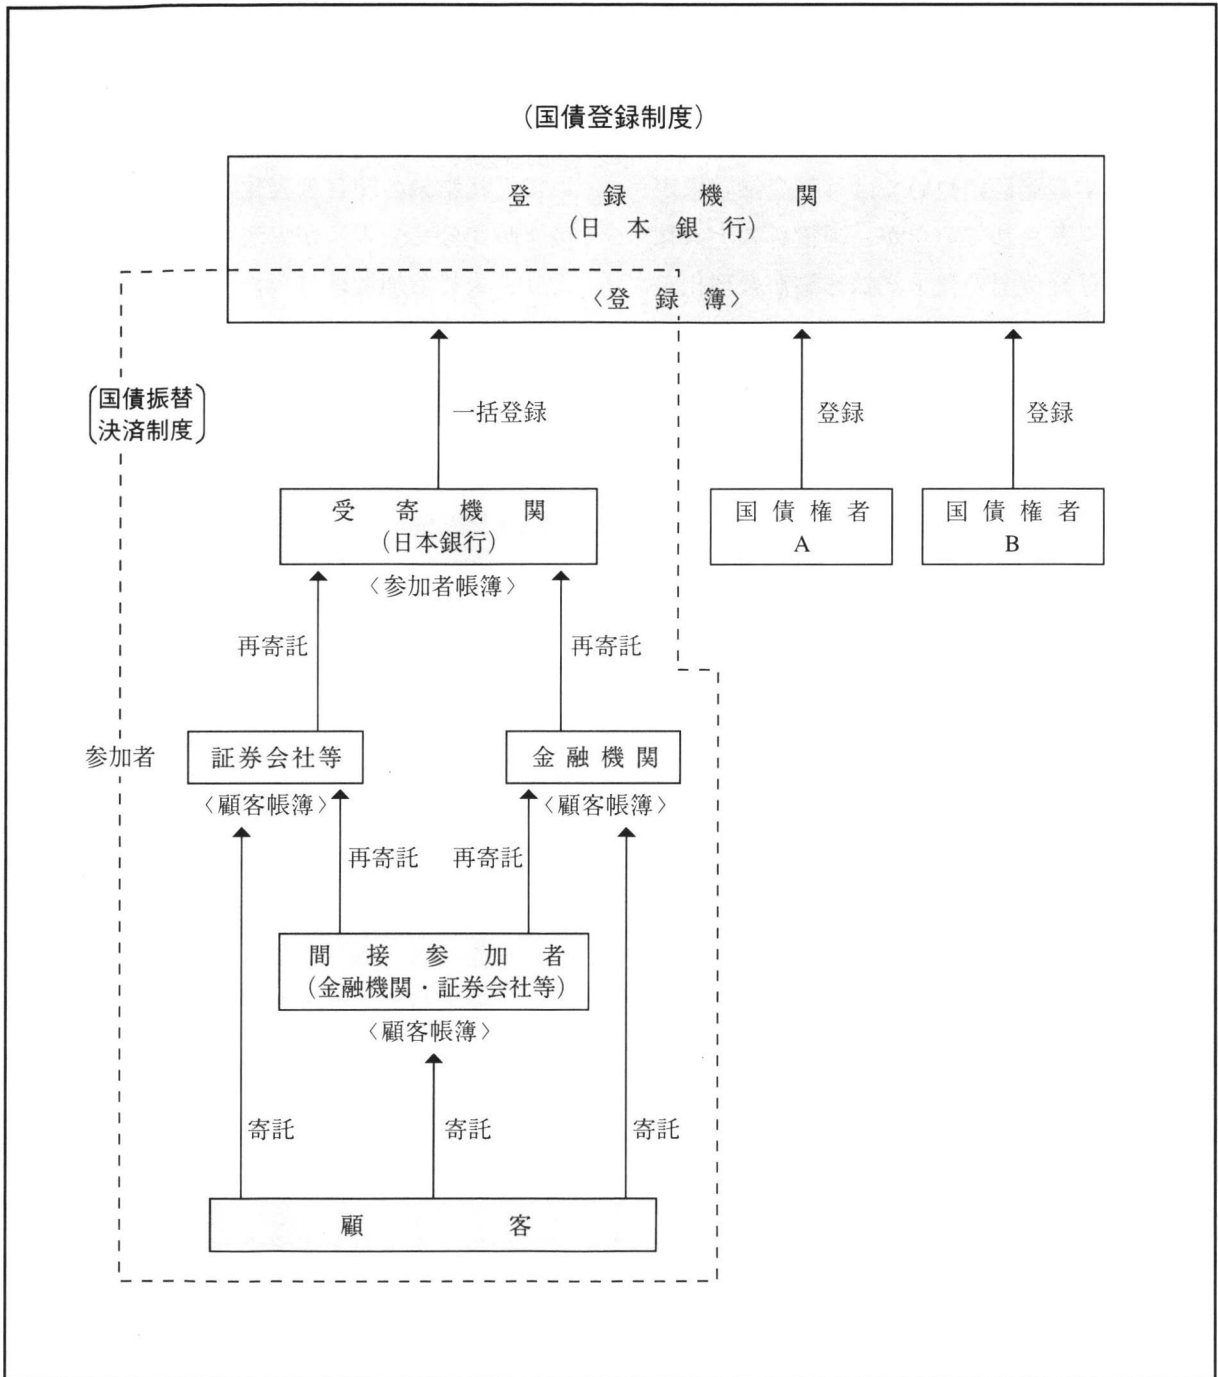 (国債登録制度)
登録機関
(日本銀行)
〈登録簿〉
国債振替
決済制度
一括登録
登録
登録
受寄機関
(日本銀行)
〈参加者帳簿〉
国債権者
A
国債権者
B
再寄託
再寄託
参加者
証券会社等
金融機関
〈顧客帳簿〉
〈顧客帳簿〉
再寄託
再寄託
間接参加者
(金融機関・証券会社等)
〈顧客帳簿〉
寄託
寄託
寄託
顧客